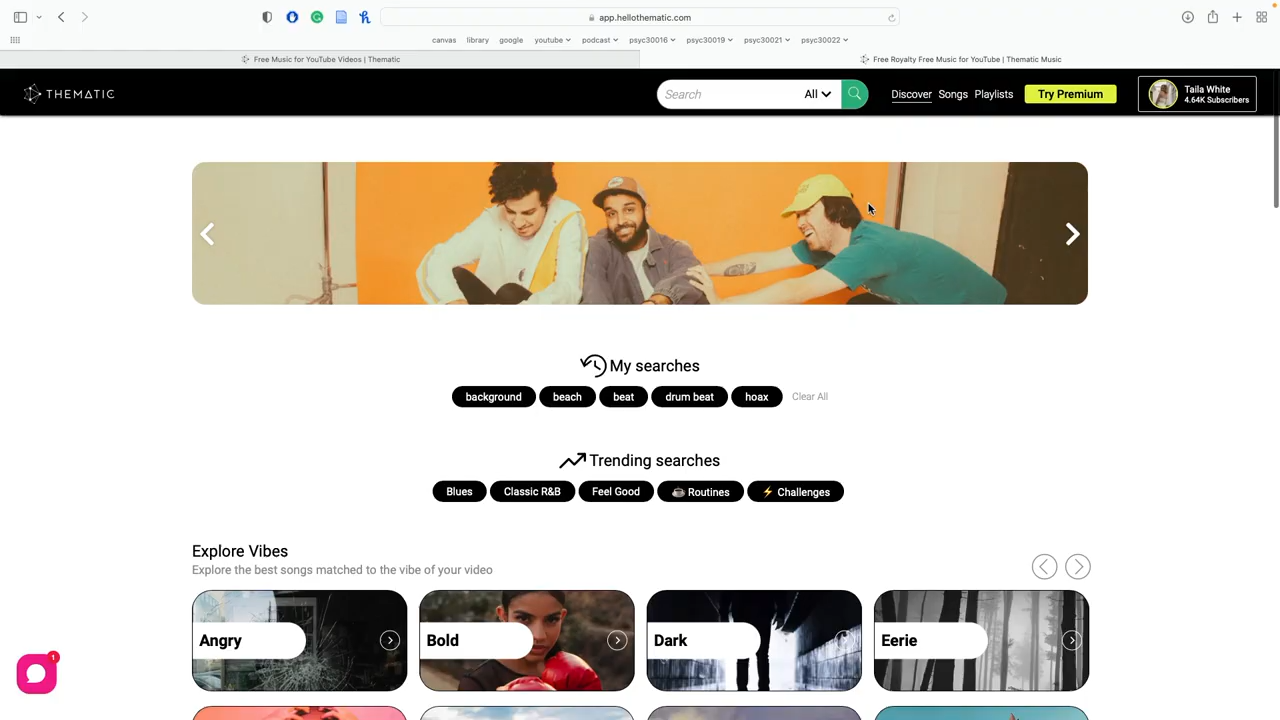 app.hellothematic.com
canvas library google youtube podcast psyc30016 psyc30019 psyc30021 psyc30022
Free Music for YouTube Videos | Thematic
Free Royalty Free Music for YouTube | Thematic Music
THEMATIC
Search
All
Discover
Songs
Playlists
Try Premium
Taila White
4.64K Subscribers
My searches
background
beach
beat
drum beat
hoax
Clear All
Trending searches
Blues
Classic R&B
Feel Good
☕ Routines
⚡ Challenges
Explore Vibes
Explore the best songs matched to the vibe of your video
Angry
Bold
Dark
Eerie
1